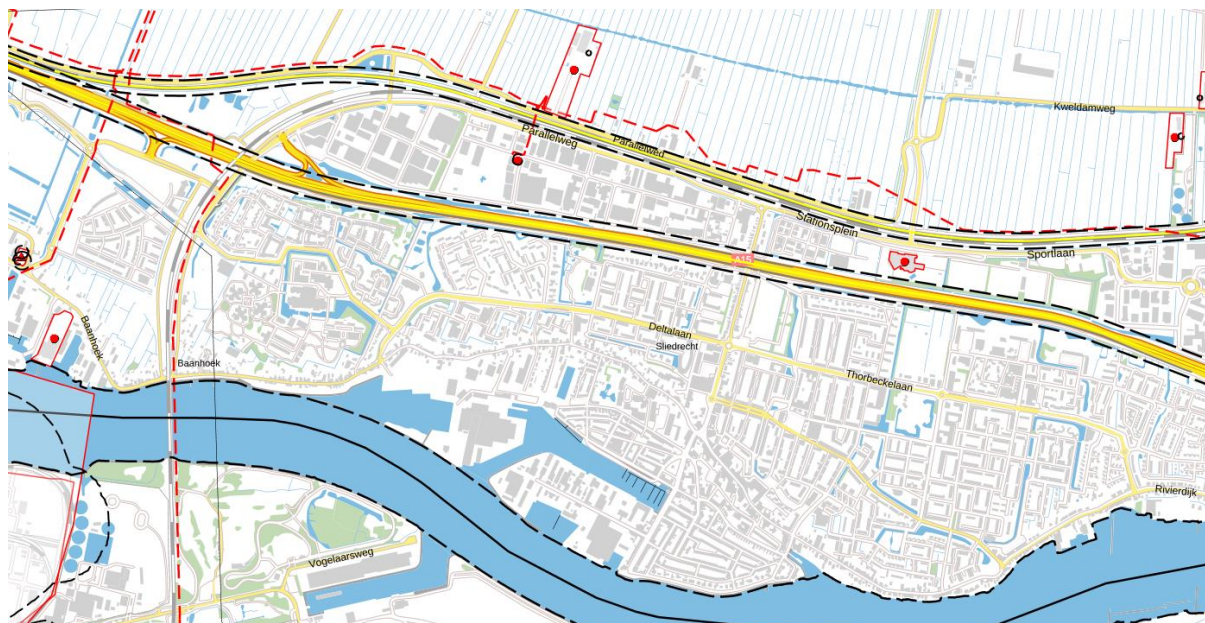 Kweldamweg
Parallelweg
Parallelweg
Stationsplein
Sportlaan
A15
Baanhoek
Baanhoek
Deltalaan
Sliedrecht
Thorbeckelaan
Rivierdijk
Vogelaarsweg